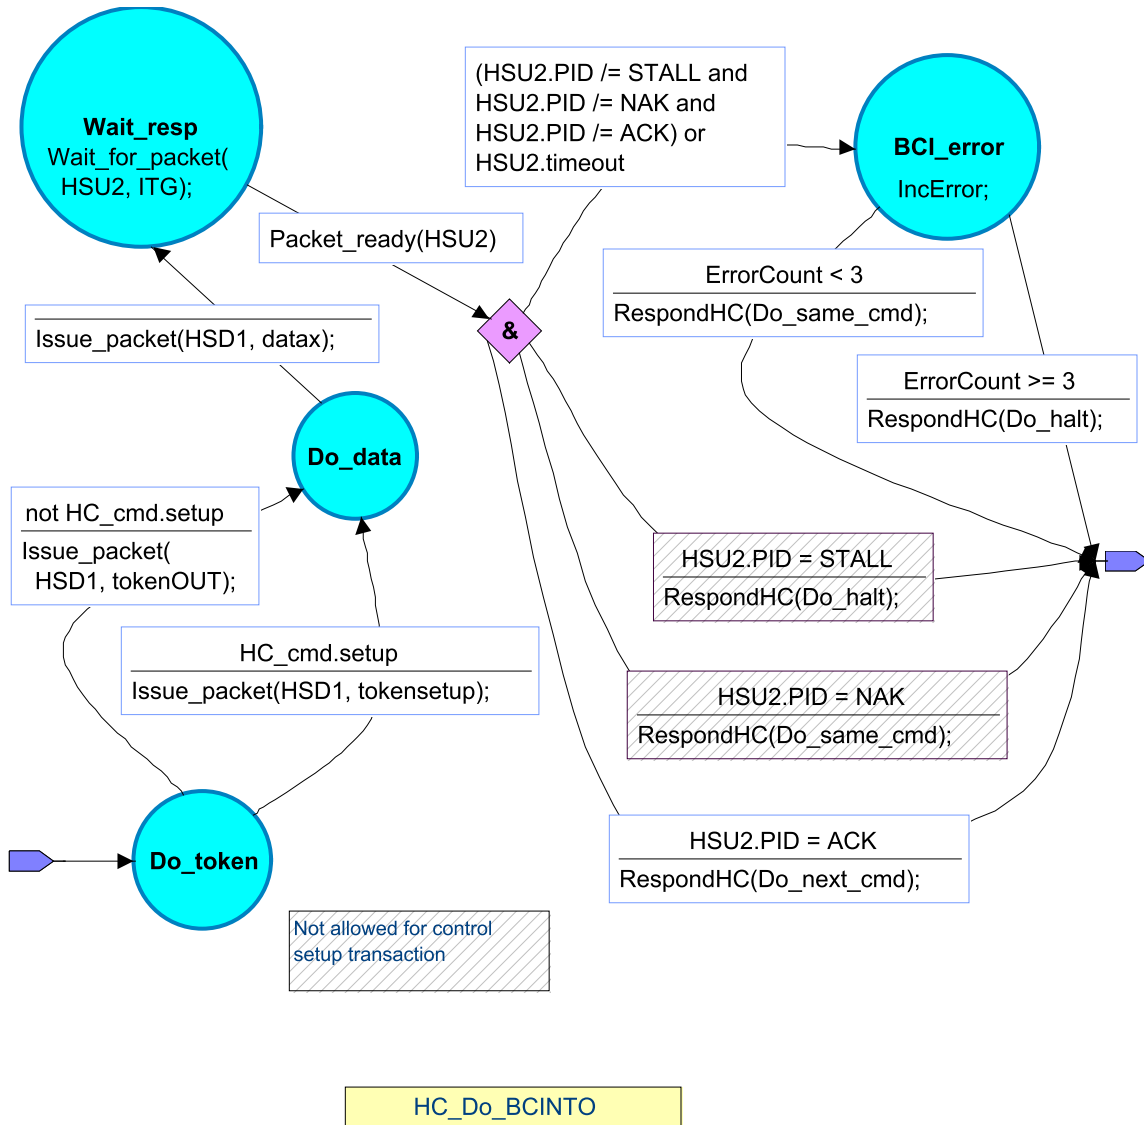 Wait_resp
Wait_for_packet(
HSU2, ITG);
(HSU2.PID /= STALL and
HSU2.PID /= NAK and
HSU2.PID /= ACK) or
HSU2.timeout
BCI_error
IncError;
Packet_ready(HSU2)
ErrorCount < 3
RespondHC(Do_same_cmd);
Issue_packet(HSD1, datax);
&
ErrorCount >= 3
RespondHC(Do_halt);
Do_data
not HC_cmd.setup
Issue_packet(
HSD1, tokenOUT);
HSU2.PID = STALL
RespondHC(Do_halt);
HC_cmd.setup
Issue_packet(HSD1, tokensetup);
HSU2.PID = NAK
RespondHC(Do_same_cmd);
Do_token
HSU2.PID = ACK
RespondHC(Do_next_cmd);
Not allowed for control
setup transaction
HC_Do_BCINTO